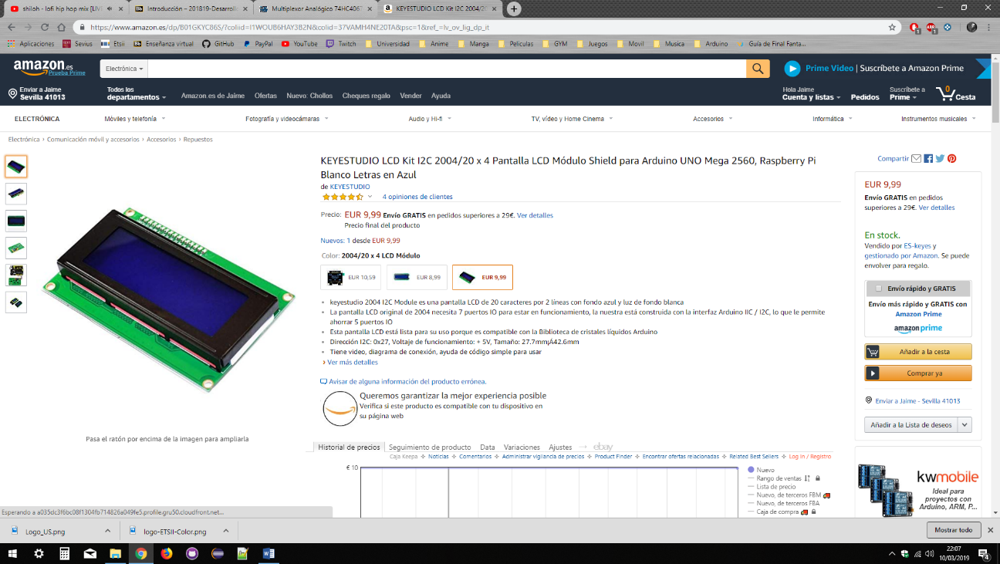 shiloh - lofi hip hop mix [LIVE
Bb Introducción – 201819-Desarroll
Multiplexor Analógico 74HC4067
KEYESTUDIO LCD Kit I2C 2004/20
https://www.amazon.es/dp/B01GKYC86S/?coliid=I1WOUB6HAY3B2N&colid=37VAMH4NE20TA&psc=1&ref_=lv_ov_lig_dp_it
Aplicaciones Sevius Etsii Bb Enseñanza virtual GitHub PayPal YouTube Twitch Universidad Anime Manga Peliculas GYM Juegos Movil Musica Arduino Guía de Final Fanta...
amazon.es
Prueba Prime
Electrónica
Prime Video | Suscríbete a Amazon Prime
Enviar a Jaime
Sevilla 41013
Todos los
departamentos
Amazon.es de Jaime Ofertas Nuevo: Chollos Cheques regalo Vender Ayuda
Hola Jaime
Cuenta y listas
Pedidos
Suscríbete a
Prime
0
Cesta
ELECTRÓNICA Móviles y telefonía Fotografía y videocámaras Audio y Hi-fi TV, vídeo y Home Cinema Accesorios Informática Instrumentos musicales
Electrónica › Comunicación móvil y accesorios › Accesorios › Repuestos
KEYESTUDIO LCD Kit I2C 2004/20 x 4 Pantalla LCD Módulo Shield para Arduino UNO Mega 2560, Raspberry Pi
Blanco Letras en Azul
de KEYESTUDIO
4 opiniones de clientes
Precio: EUR 9,99 Envío GRATIS en pedidos superiores a 29€. Ver detalles
Precio final del producto
Nuevos: 1 desde EUR 9,99
Color: 2004/20 x 4 LCD Módulo
EUR 10,59
EUR 8,99
EUR 9,99
keyestudio 2004 I2C Module es una pantalla LCD de 20 caracteres por 2 líneas con fondo azul y luz de fondo blanca
La pantalla LCD original de 2004 necesita 7 puertos IO para estar en funcionamiento, la nuestra está construida con la interfaz Arduino IIC / I2C, lo que le permite
ahorrar 5 puertos IO
Esta pantalla LCD está lista para su uso porque es compatible con la Biblioteca de cristales líquidos Arduino
Dirección I2C: 0x27, Voltaje de funcionamiento: + 5V, Tamaño: 27.7mm¡Á42.6mm
Tiene video, diagrama de conexión, ayuda de código simple para usar
› Ver más detalles
Avisar de alguna información del producto errónea.
Queremos garantizar la mejor experiencia posible
Verifica si este producto es compatible con tu dispositivo en
su página web
Pasa el ratón por encima de la imagen para ampliarla
Compartir
EUR 9,99
Envío GRATIS en pedidos
superiores a 29€. Ver detalles
En stock.
Vendido por ES-keyes y
gestionado por Amazon. Se puede
envolver para regalo.
Envío rápido y GRATIS
Envío más rápido y GRATIS con
Amazon Prime
amazon prime
Añadir a la cesta
Comprar ya
Enviar a Jaime - Sevilla 41013
Añadir a la Lista de deseos
Historial de precios Seguimiento de producto Data Variaciones Ajustes → ebay
Caja Keepa Noticias Comentarios Administrar vigilancia de precios Product Finder Encontrar ofertas relacionadas Related Best Sellers Log In / Registro
€ 10
Nuevo
Rango de ventas
Lista de precio
Nuevo, de terceros FBM
Nuevo, de terceros FBA
Caja de compra
kwmobile
Ideal para
proyectos con
Arduino, ARM, P...
Esperando a a035dc3f6bc08f1304fb714826a049fe5.profile.gru50.cloudfront.net...
Logo_US.png
logo-ETSII-Color.png
Mostrar todo
22:07
10/03/2019
4